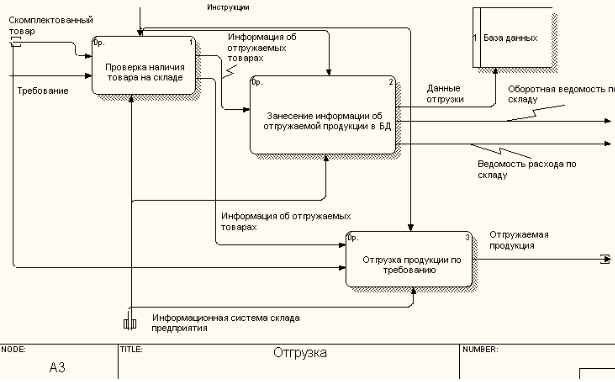 Инструкции
Скомплектованный
товар
Требование
0р.
1
Проверка наличия
товара на складе
Информация об
отгружаемых
товарах
1
База данных
0р.
2
Занесение информации об
отгружаемой продукции в БД
Данные
отгрузки
Оборотная ведомость по
складу
Ведомость расхода по
складу
Информация об отгружаемых
товарах
0р.
3
Отгрузка продукции по
требованию
Отгружаемая
продукция
Информационная система склада
предприятия
NODE:
TITLE:
NUMBER:
A3
Отгрузка